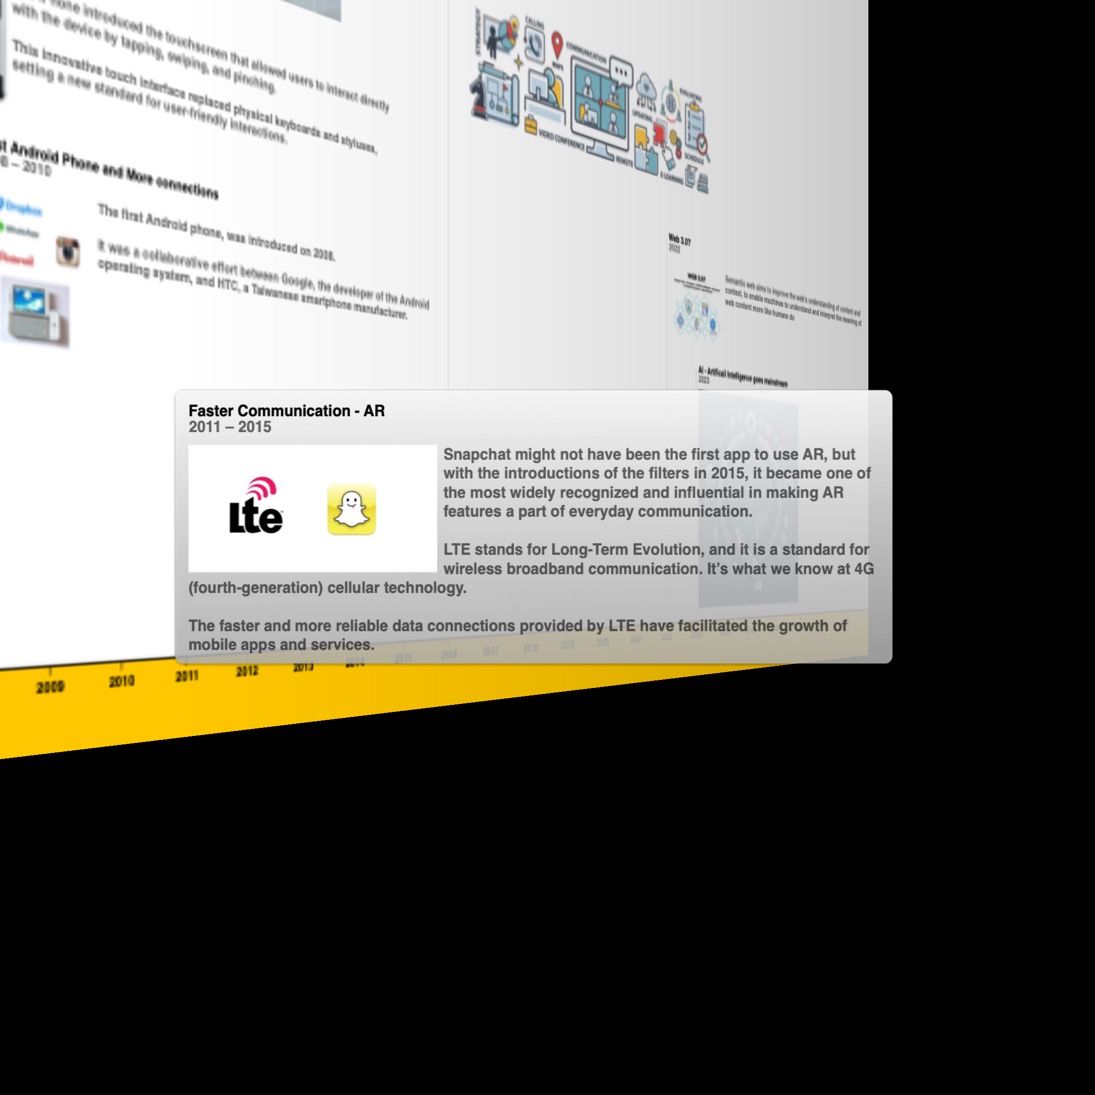 introduced the touchscreen that allowed users to interact directly
with the device by tapping, swiping, and pinching.
This innovative touch interface replaced physical keyboards and styluses,
setting a new standard for user-friendly interactions.
Android Phone and More connections
– 2010
Dropbox
The first Android phone, was introduced on 2008.
It was a collaborative effort between Google, the developer of the Android
operating system, and HTC, a Taiwanese smartphone manufacturer.
STRATEGY
CALLING
MAPS
COMMUNICATION
VIDEO CONFERENCE
REMOTE
E-LEARNING
SCHEDULE
Web 3.0?
2022
WEB 3.0?
Semantic web aims to improve the web's understanding of content and
context, to enable machines to understand and interpret the meaning of
web content more like humans do
AI - Artificial Intelligence goes mainstream
2023
Faster Communication - AR
2011 – 2015
Lte
Snapchat might not have been the first app to use AR, but
with the introductions of the filters in 2015, it became one of
the most widely recognized and influential in making AR
features a part of everyday communication.
LTE stands for Long-Term Evolution, and it is a standard for
wireless broadband communication. It's what we know at 4G
(fourth-generation) cellular technology.
The faster and more reliable data connections provided by LTE have facilitated the growth of
mobile apps and services.
2009 2010 2011 2012 2013 2014 2015 2016 2017 2018 2019